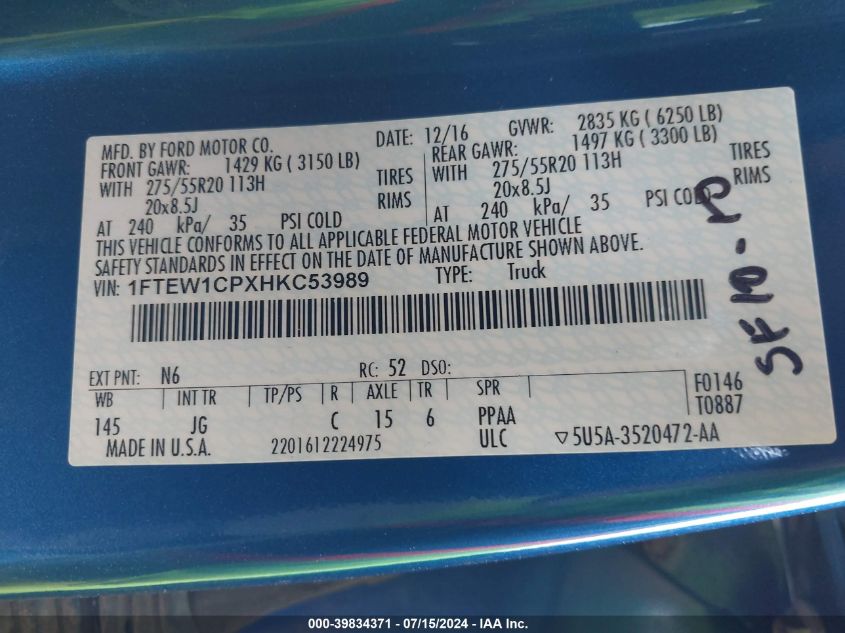 MFD. BY FORD MOTOR CO.
DATE: 12/16 GVWR: 2835 KG ( 6250 LB)
FRONT GAWR: 1429 KG ( 3150 LB)
REAR GAWR: 1497 KG ( 3300 LB)
WITH 275/55R20 113H TIRES
WITH 275/55R20 113H TIRES
20x8.5J RIMS
20x8.5J RIMS
AT 240 kPa/ 35 PSI COLD
AT 240 kPa/ 35 PSI COLD
THIS VEHICLE CONFORMS TO ALL APPLICABLE FEDERAL MOTOR VEHICLE
SAFETY STANDARDS IN EFFECT ON THE DATE OF MANUFACTURE SHOWN ABOVE.
VIN: 1FTEW1CPXHKC53989 TYPE: Truck
EXT PNT: N6 RC: 52 DSO:
WB INT TR TP/PS R AXLE TR SPR F0146
145 JG C 15 6 PPAA T0887
MADE IN U.S.A. 2201612224975 ULC ▽5U5A-3520472-AA
000-39834371 - 07/15/2024 - IAA Inc.